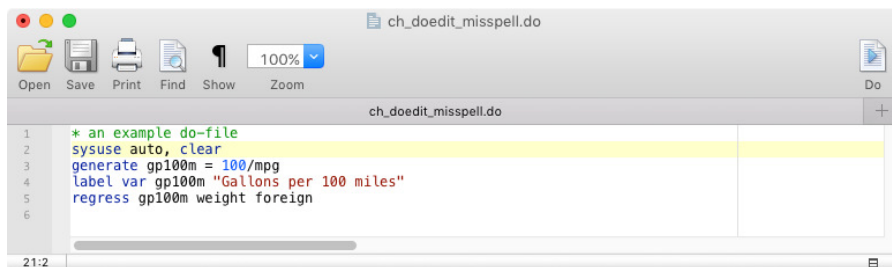 ch_doedit_misspell.do
100%
Open Save Print Find Show Zoom Do
ch_doedit_misspell.do
1 * an example do-file
2 sysuse auto, clear
3 generate gp100m = 100/mpg
4 label var gp100m "Gallons per 100 miles"
5 regress gp100m weight foreign
6
21:2